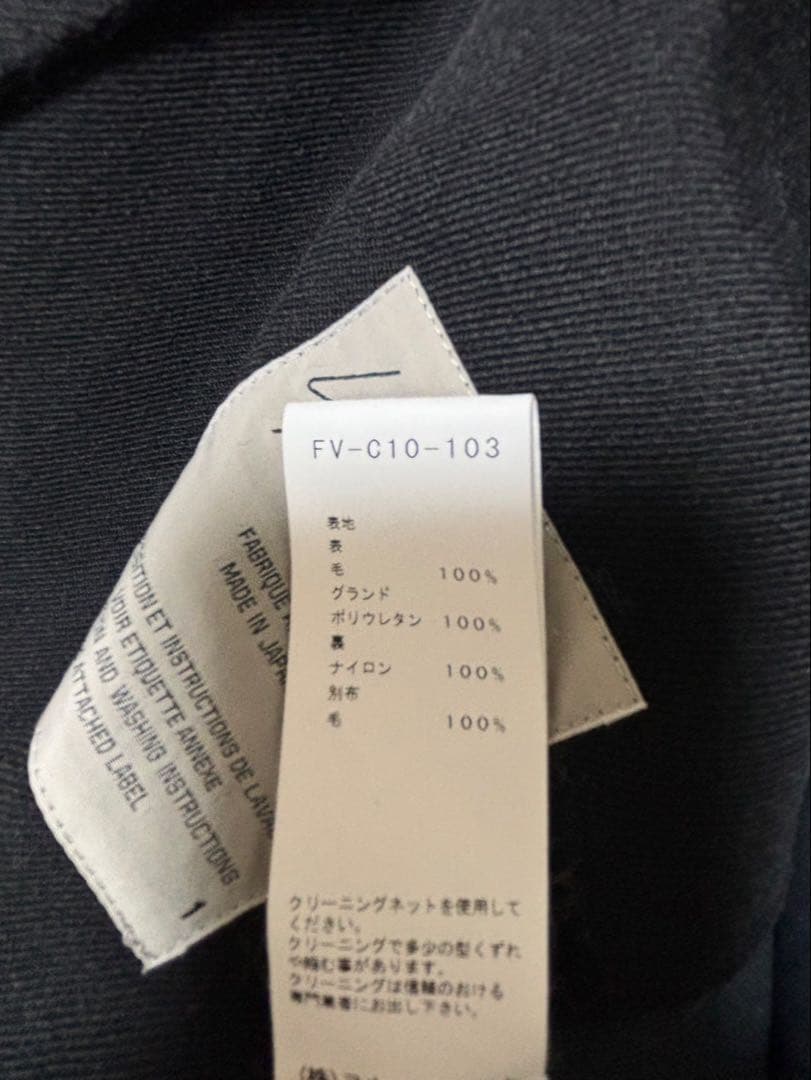 FV-C10-103
表地
表
毛 100%
グランド
ポリウレタン 100%
裏
ナイロン 100%
別布
毛 100%
クリーニングネットを使用して
ください。
クリーニングで多少の型くずれ
や縮む事があります。
クリーニングは信頼のおける
専門業者にお出し下さい。
(株)
FABRIQUE
MADE IN JAPA
SITION ET INSTRUCTIONS DE LAVA
VOIR ETIQUETTE ANNEXE
AND WASHING INSTRUCTIONS
ATTACHED LABEL
1